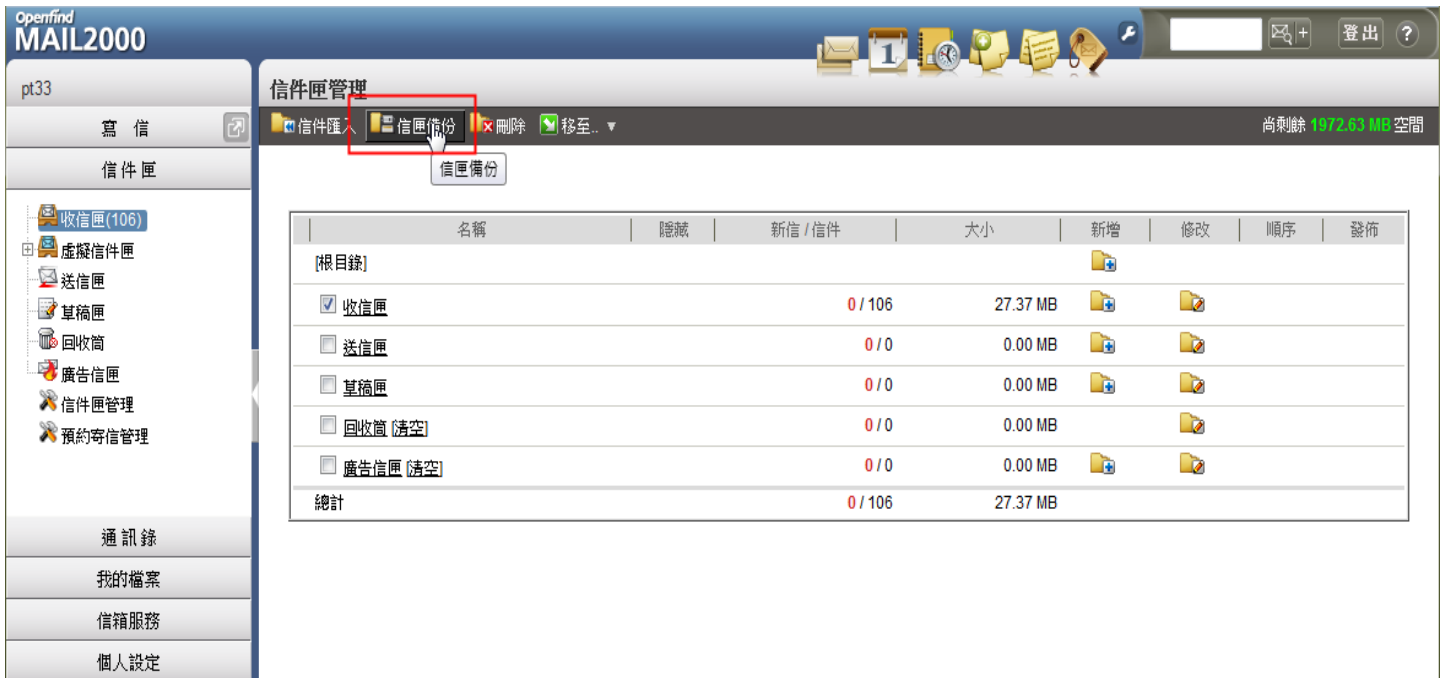 Openfind
MAIL2000
1
登出 ?
pt33
信件匣管理
寫 信
信件匯入 信匣備份 刪除 移至.. ▼ 尚剩餘 1972.63 MB 空間
信匣備份
信件匣
收信匣(106)
虛擬信件匣
送信匣
草稿匣
回收筒
廣告信匣
信件匣管理
預約寄信管理
名稱 隱藏 新信 / 信件 大小 新增 修改 順序 發佈
[根目錄]
收信匣 0 / 106 27.37 MB
送信匣 0 / 0 0.00 MB
草稿匣 0 / 0 0.00 MB
回收筒 [清空] 0 / 0 0.00 MB
廣告信匣 [清空] 0 / 0 0.00 MB
總計 0 / 106 27.37 MB
通訊錄
我的檔案
信箱服務
個人設定